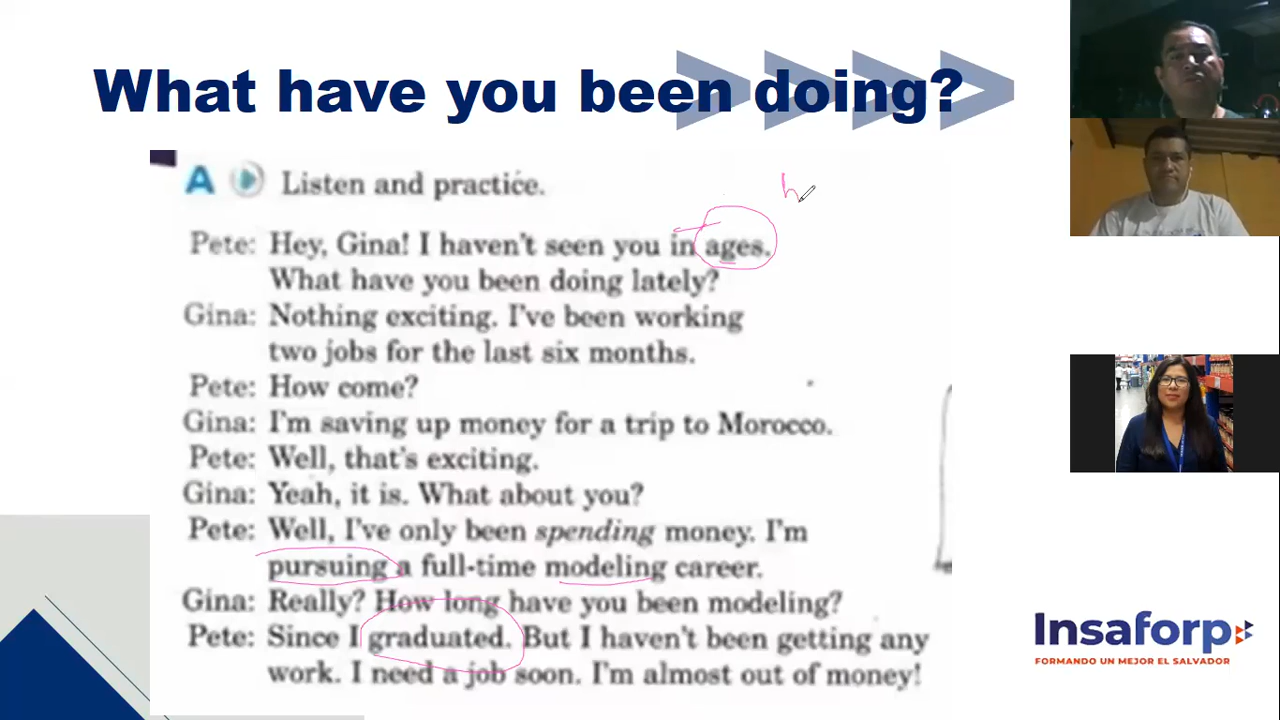 What have you been doing?
A Listen and practice.
h
Pete: Hey, Gina! I haven't seen you in ages.
What have you been doing lately?
Gina: Nothing exciting. I've been working
two jobs for the last six months.
Pete: How come?
Gina: I'm saving up money for a trip to Morocco.
Pete: Well, that's exciting.
Gina: Yeah, it is. What about you?
Pete: Well, I've only been spending money. I'm
pursuing a full-time modeling career.
Gina: Really? How long have you been modeling?
Pete: Since I graduated. But I haven't been getting any
work. I need a job soon. I'm almost out of money!
Insaforp
FORMANDO UN MEJOR EL SALVADOR